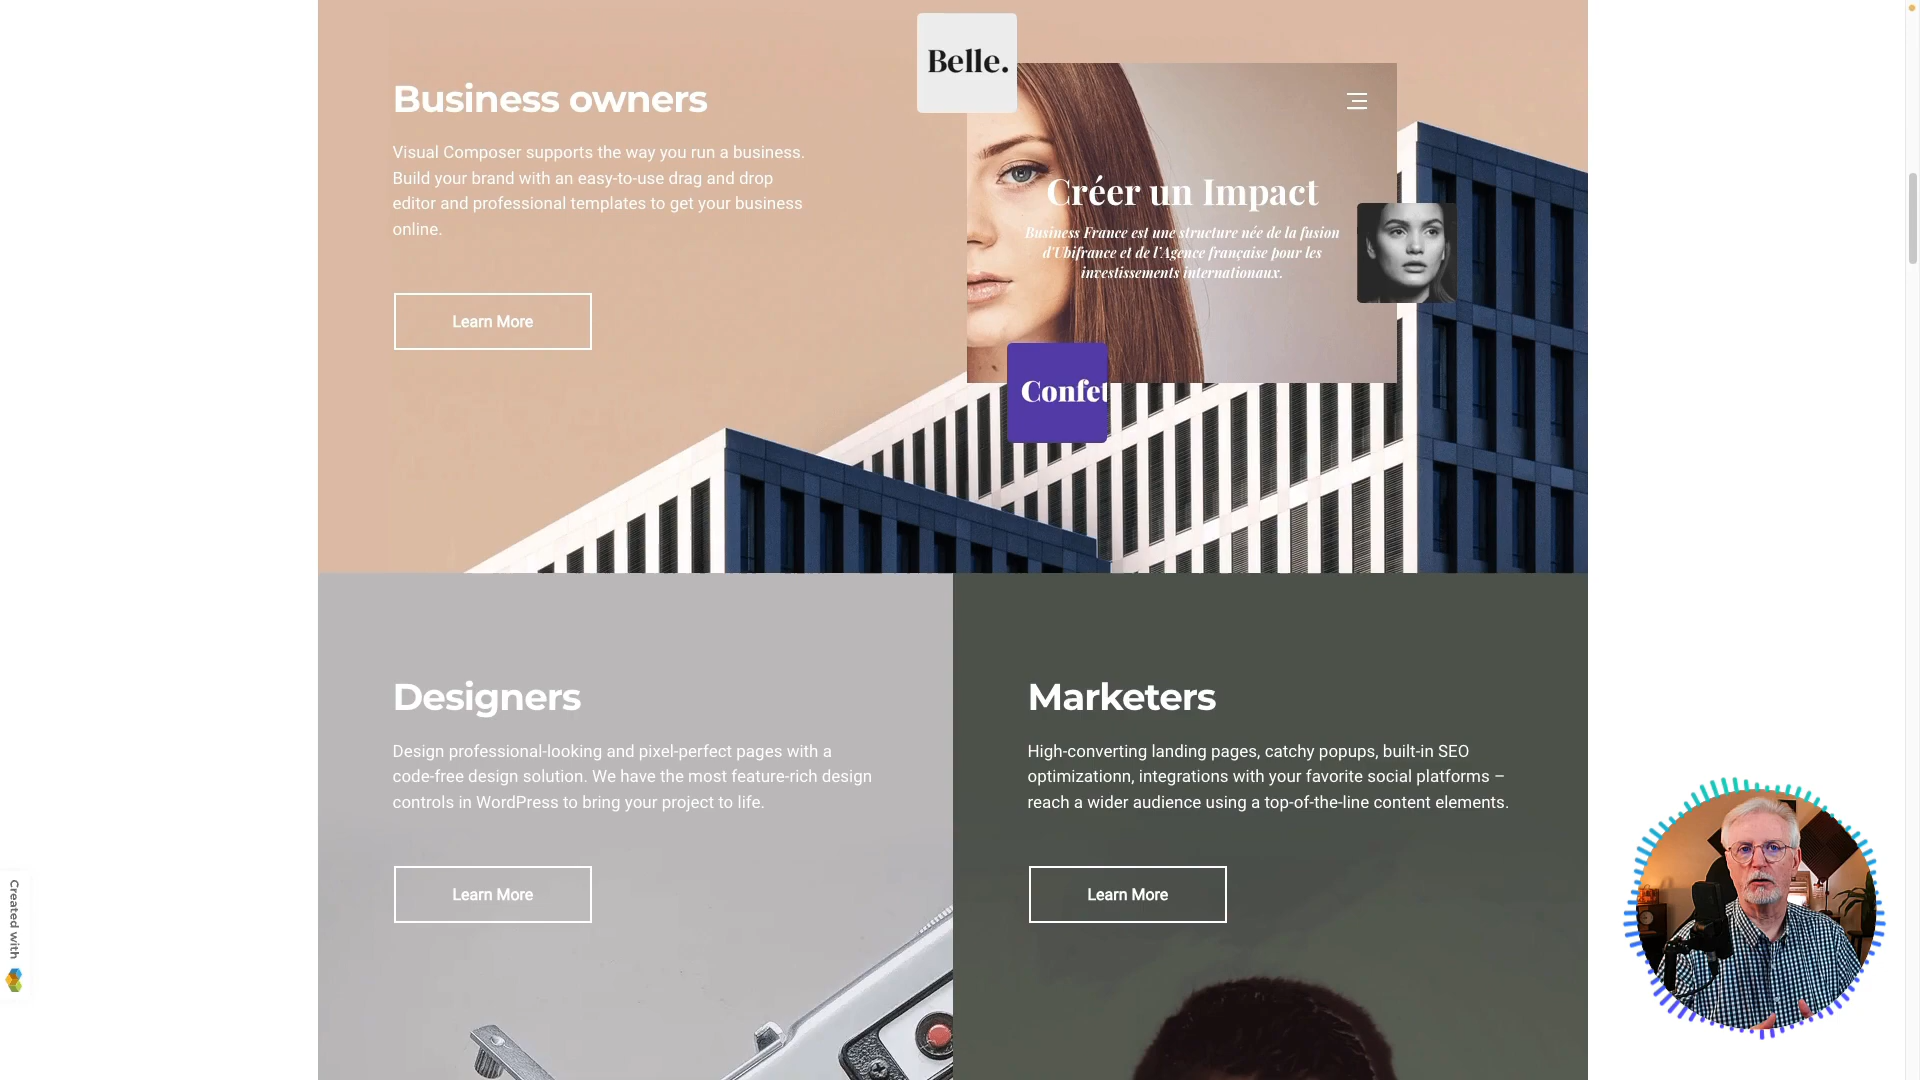 Belle.
Business owners
Visual Composer supports the way you run a business.
Build your brand with an easy-to-use drag and drop
editor and professional templates to get your business
online.
Learn More
Créer un Impact
Business France est une structure née de la fusion
d'Ubifrance et de l'Agence française pour les
investissements internationaux.
Confet
Designers
Design professional-looking and pixel-perfect pages with a
code-free design solution. We have the most feature-rich design
controls in WordPress to bring your project to life.
Learn More
Marketers
High-converting landing pages, catchy popups, built-in SEO
optimizationn, integrations with your favorite social platforms –
reach a wider audience using a top-of-the-line content elements.
Learn More
Created with